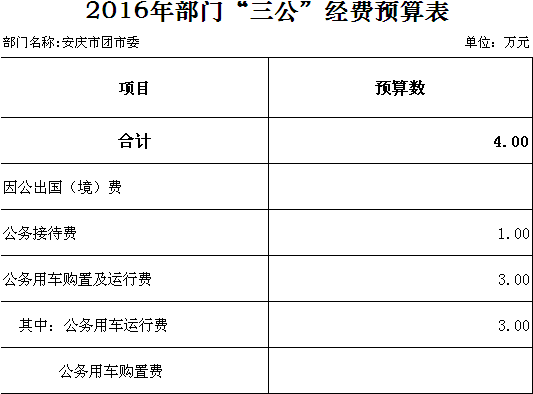 2016年部门“三公”经费预算表
部门名称:安庆市团市委 单位：万元
项目 预算数
合计 4.00
因公出国（境）费
公务接待费 1.00
公务用车购置及运行费 3.00
其中：公务用车运行费 3.00
公务用车购置费